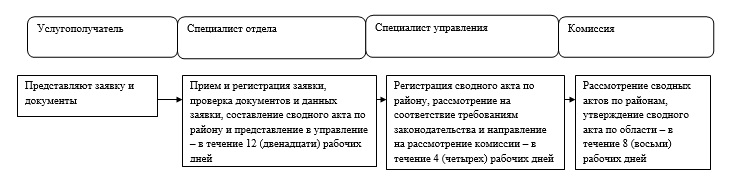 Услугополучатель
Специалист отдела
Специалист управления
Комиссия
Представляют заявку и
документы
Прием и регистрация заявки,
проверка документов и данных
заявки, составление сводного акта по
району и представление в управление
– в течение 12 (двенадцати) рабочих
дней
Регистрация сводного акта по
району, рассмотрение на
соответствие требованиям
законодательства и направление
на рассмотрение комиссии – в
течение 4 (четырех) рабочих дней
Рассмотрение сводных
актов по районам,
утверждение сводного
акта по области – в
течение 8 (восьми)
рабочих дней